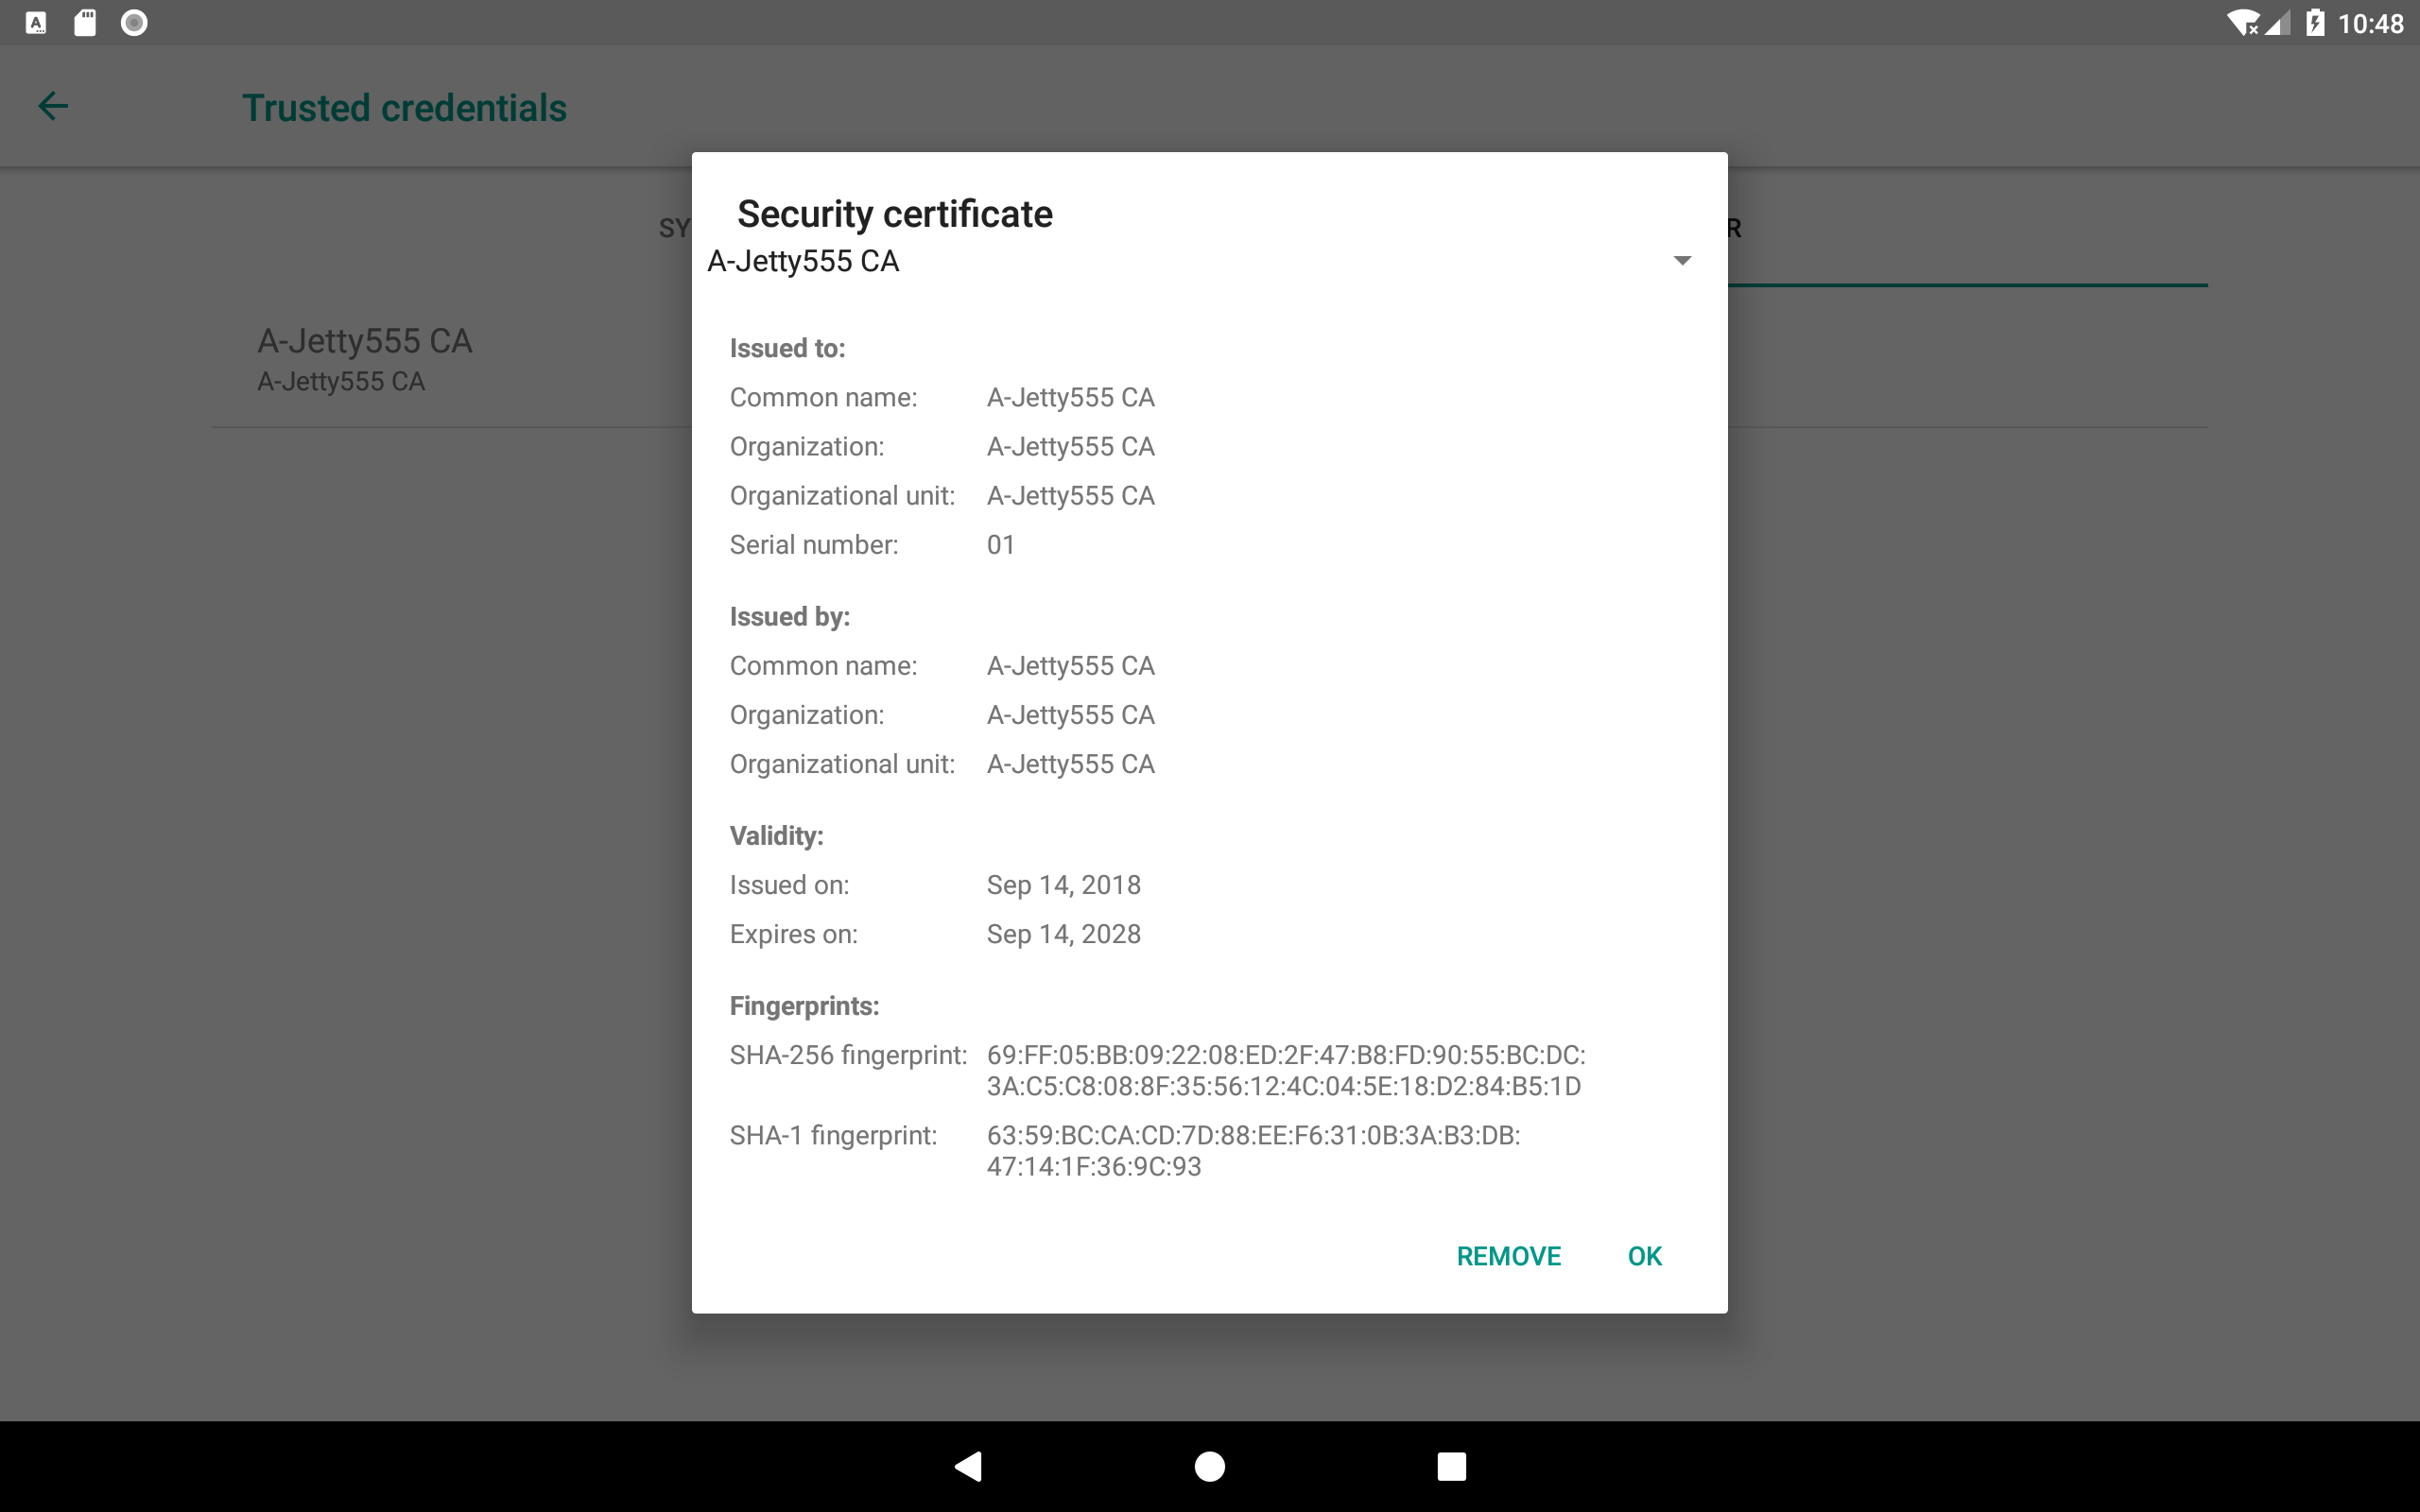 10:48
Trusted credentials
SY
R
A-Jetty555 CA
A-Jetty555 CA
Security certificate
A-Jetty555 CA
Issued to:
Common name: A-Jetty555 CA
Organization: A-Jetty555 CA
Organizational unit: A-Jetty555 CA
Serial number: 01
Issued by:
Common name: A-Jetty555 CA
Organization: A-Jetty555 CA
Organizational unit: A-Jetty555 CA
Validity:
Issued on: Sep 14, 2018
Expires on: Sep 14, 2028
Fingerprints:
SHA-256 fingerprint: 69:FF:05:BB:09:22:08:ED:2F:47:B8:FD:90:55:BC:DC:
3A:C5:C8:08:8F:35:56:12:4C:04:5E:18:D2:84:B5:1D
SHA-1 fingerprint: 63:59:BC:CA:CD:7D:88:EE:F6:31:0B:3A:B3:DB:
47:14:1F:36:9C:93
REMOVE OK